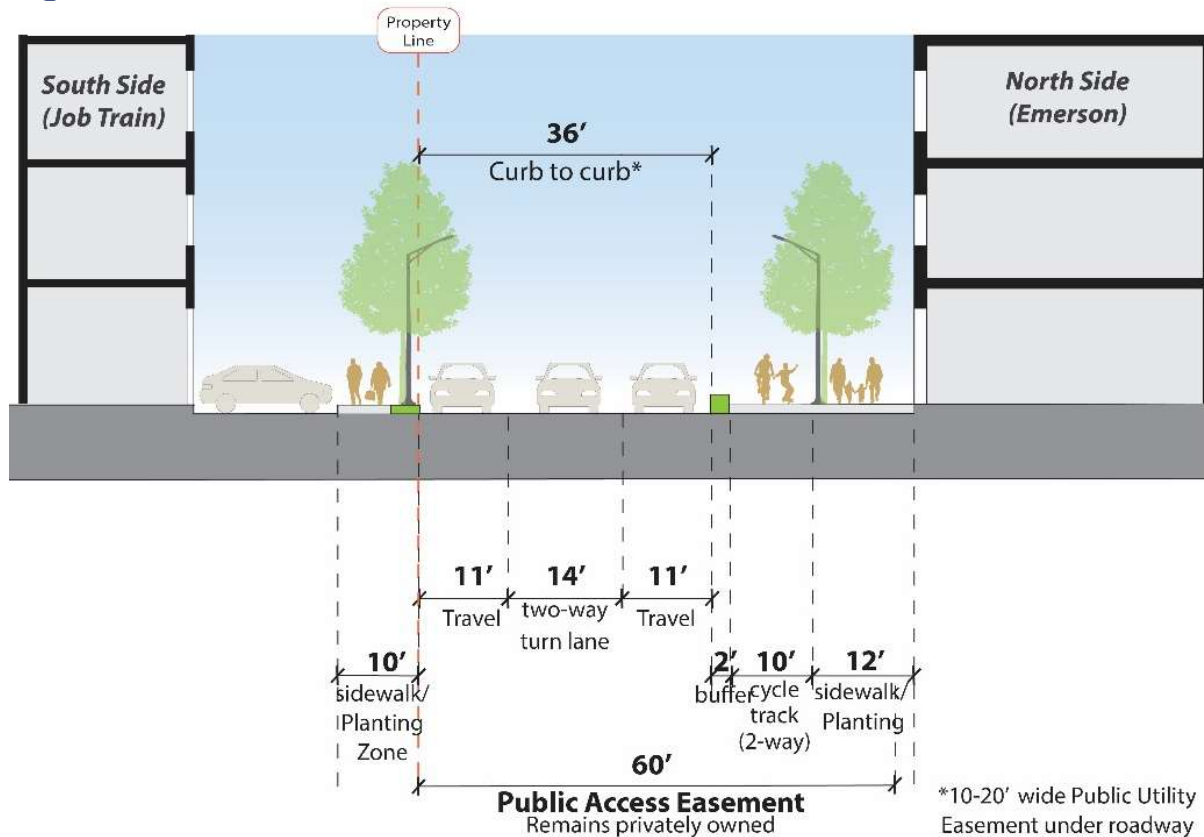 Property
Line
South Side
(Job Train)
North Side
(Emerson)
36’
Curb to curb*
11’
Travel
14’
two-way
turn lane
11’
Travel
10’
sidewalk/
Planting
Zone
2’
buffer
10’
cycle
track
(2-way)
12’
sidewalk/
Planting
60’
Public Access Easement
Remains privately owned
*10-20’ wide Public Utility
Easement under roadway